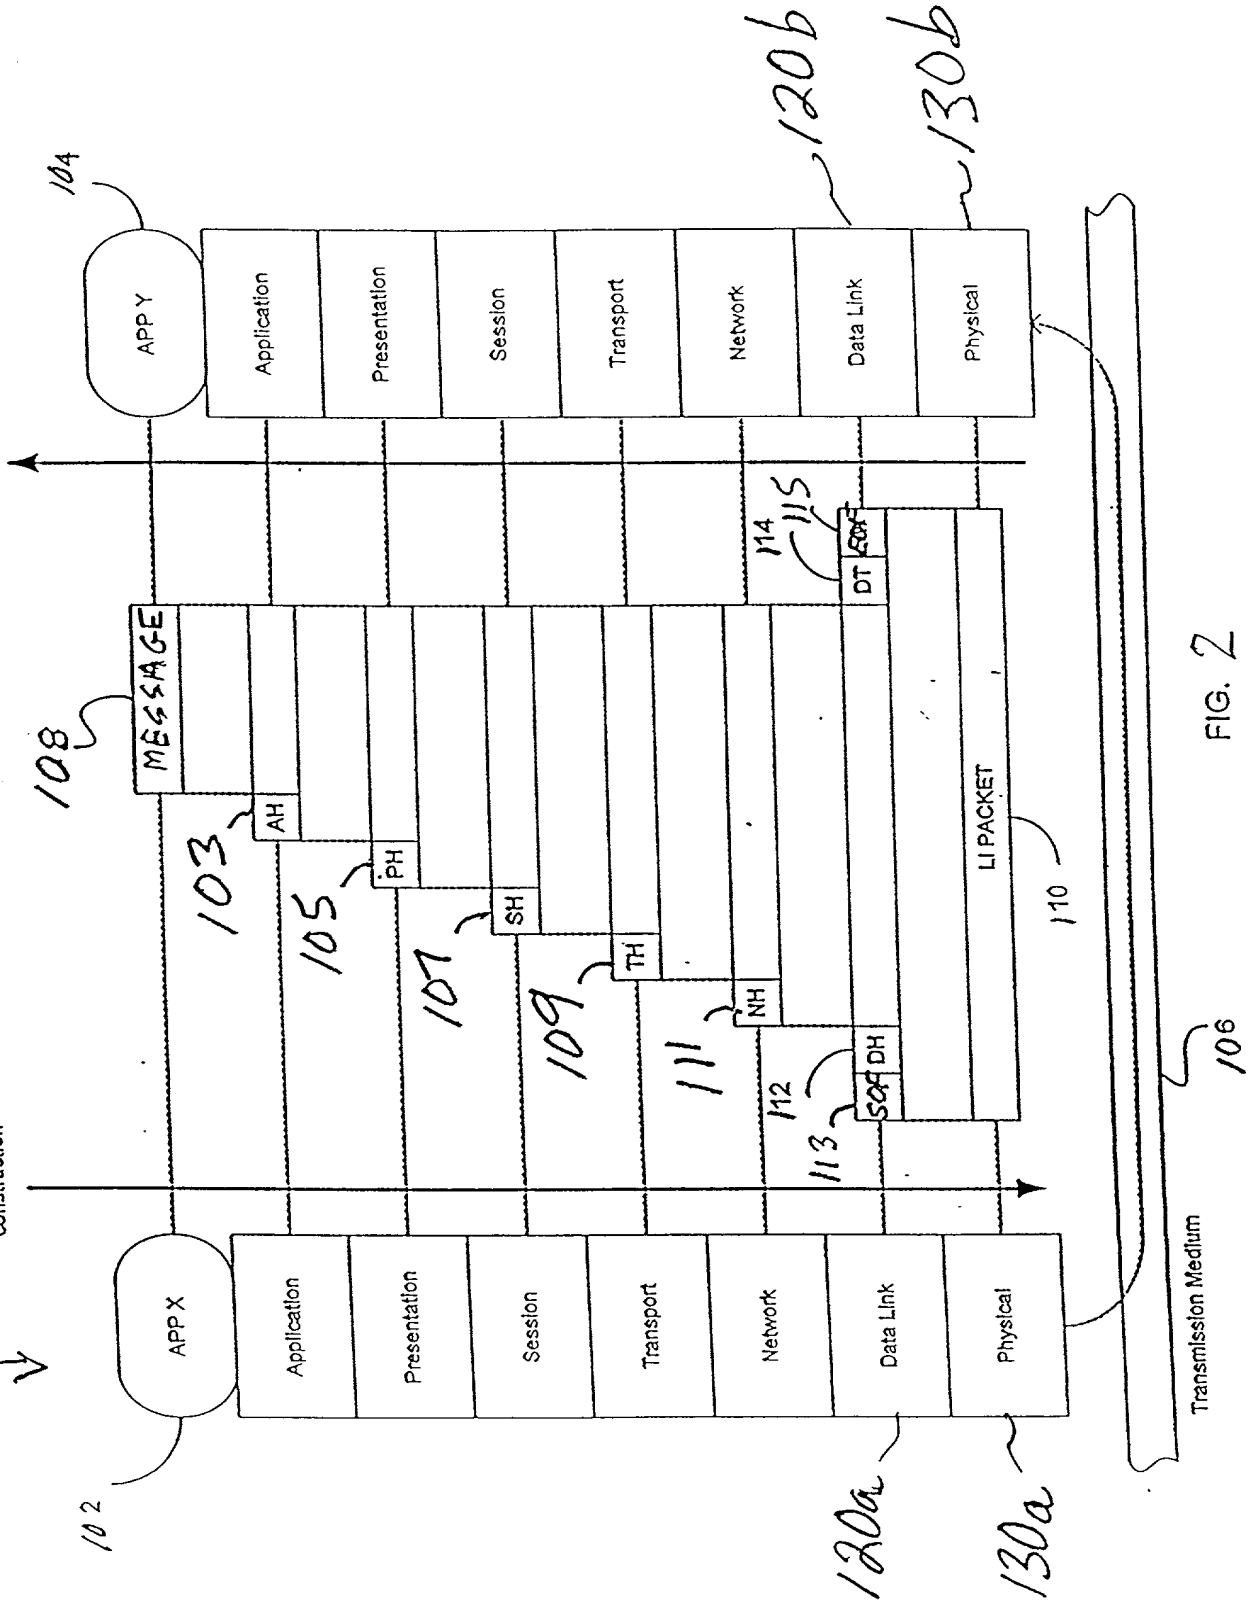 102
APP X
Application
Presentation
Session
Transport
Network
Data Link
Physical
120a
130a
108
MESSAGE
103
AH
105
PH
107
SH
109
TH
111
NH
112
113
SOF DH
114
115
DT EOF
LI PACKET
110
104
APP Y
Application
Presentation
Session
Transport
Network
Data Link
Physical
120b
130b
Transmission Medium
106
FIG. 2